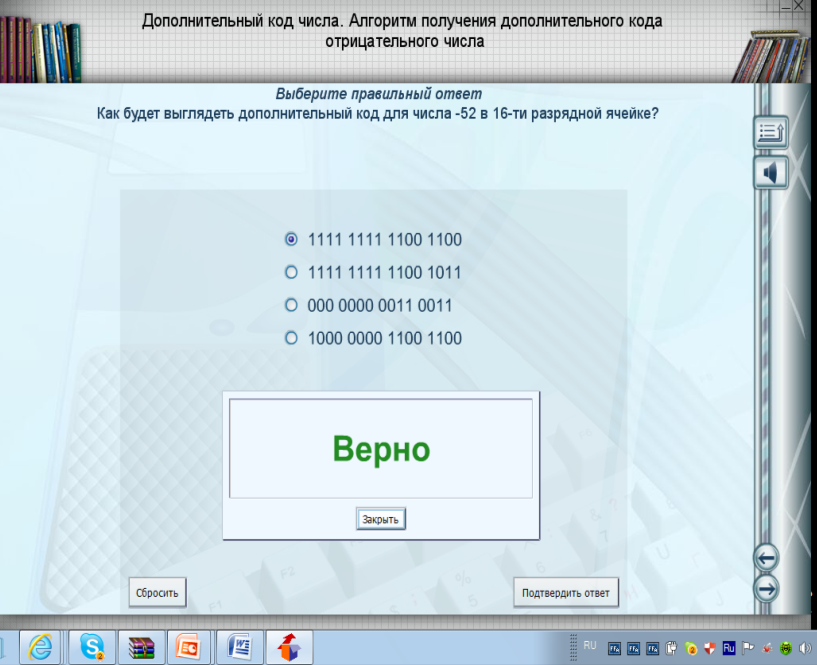 Дополнительный код числа. Алгоритм получения дополнительного кода
отрицательного числа
Выберите правильный ответ
Как будет выглядеть дополнительный код для числа -52 в 16-ти разрядной ячейке?
1111 1111 1100 1100
1111 1111 1100 1011
000 0000 0011 0011
1000 0000 1100 1100
Верно
Закрыть
Сбросить
Подтвердить ответ
RU
Ru